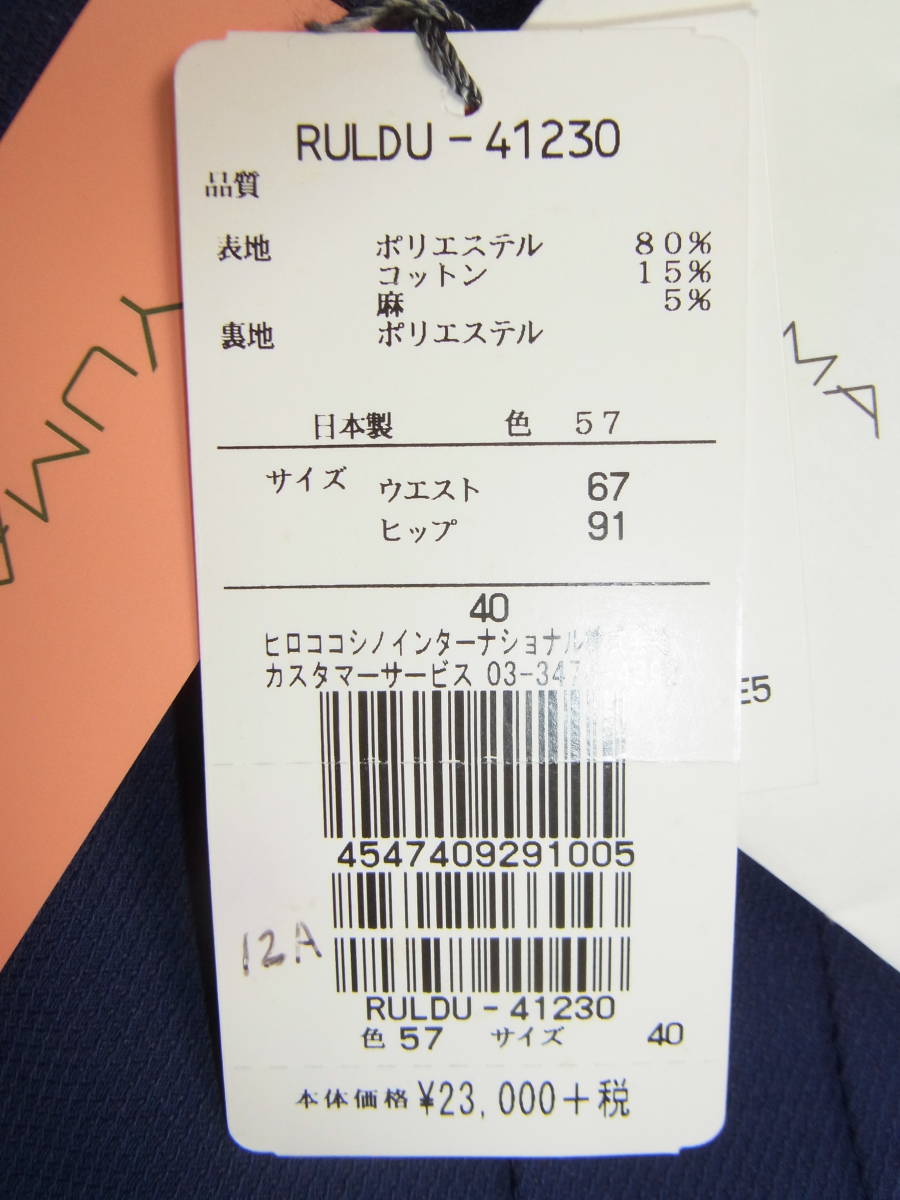 RULDU-41230
品質
表地 ポリエステル 80%
コットン 15%
麻 5%
裏地 ポリエステル
日本製 色 57
サイズ ウエスト 67
ヒップ 91
40
ヒロココシノインターナショナル
カスタマーサービス 03-347
4547409291005
12A
RULDU-41230
色 57 サイズ 40
本体価格 ¥23,000+税
YUMA
MA
E5